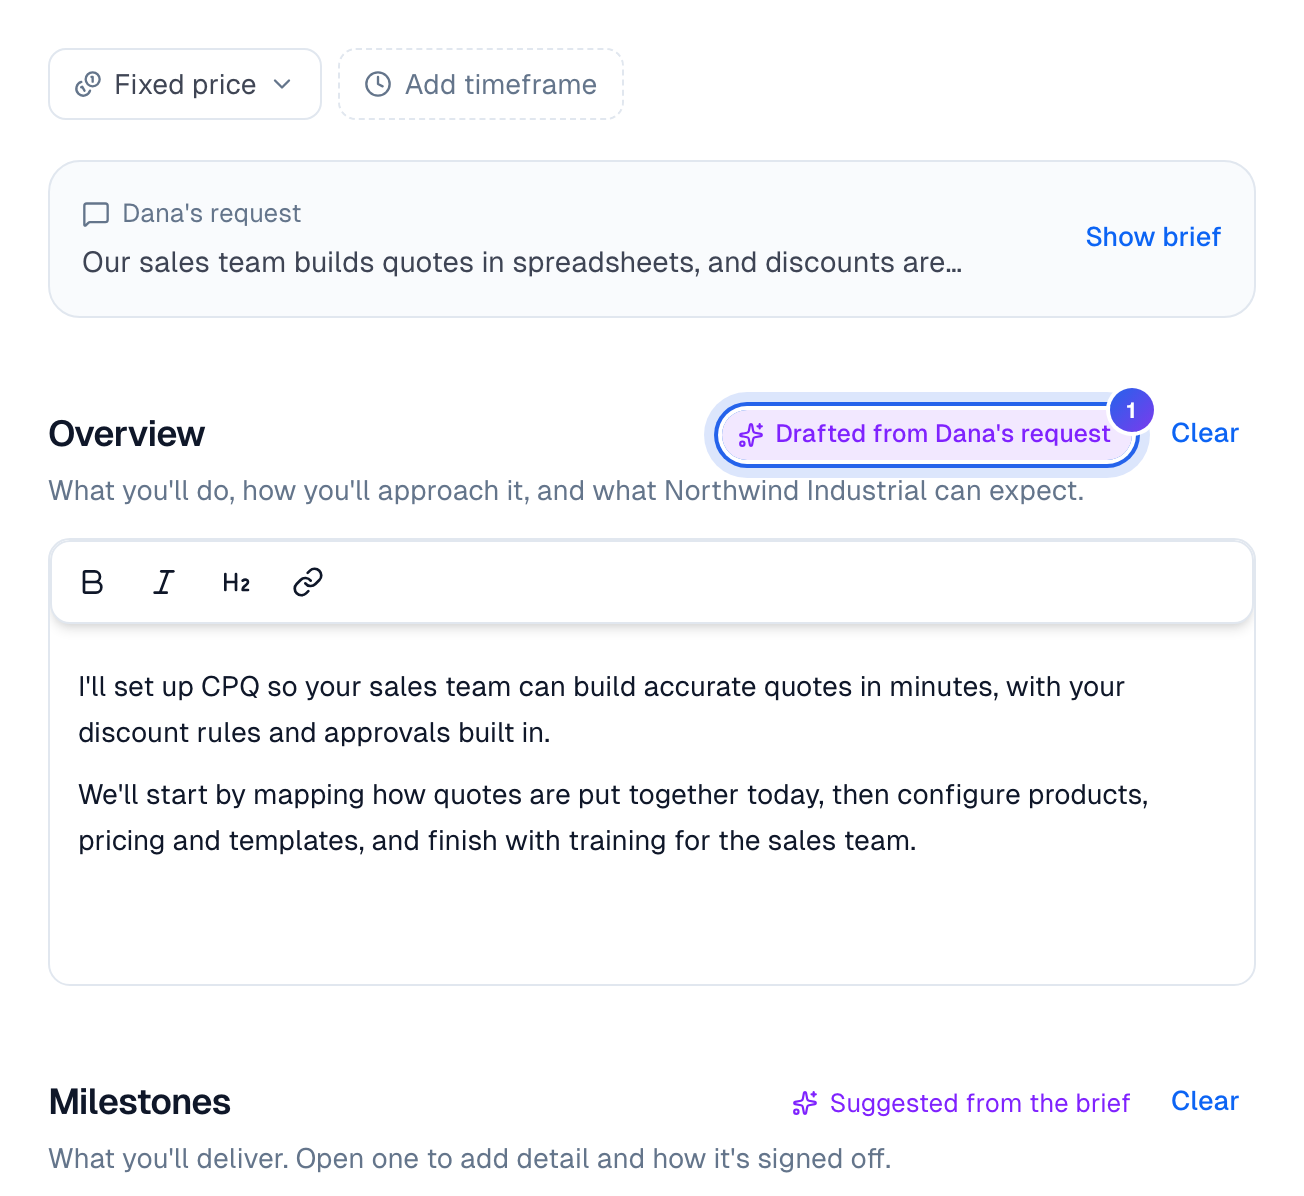 Fixed price
Add timeframe
Dana's request
Our sales team builds quotes in spreadsheets, and discounts are...
Show brief
Overview
Drafted from Dana's request
1
Clear
What you'll do, how you'll approach it, and what Northwind Industrial can expect.
B I H2
I'll set up CPQ so your sales team can build accurate quotes in minutes, with your
discount rules and approvals built in.
We'll start by mapping how quotes are put together today, then configure products,
pricing and templates, and finish with training for the sales team.
Milestones
Suggested from the brief
Clear
What you'll deliver. Open one to add detail and how it's signed off.